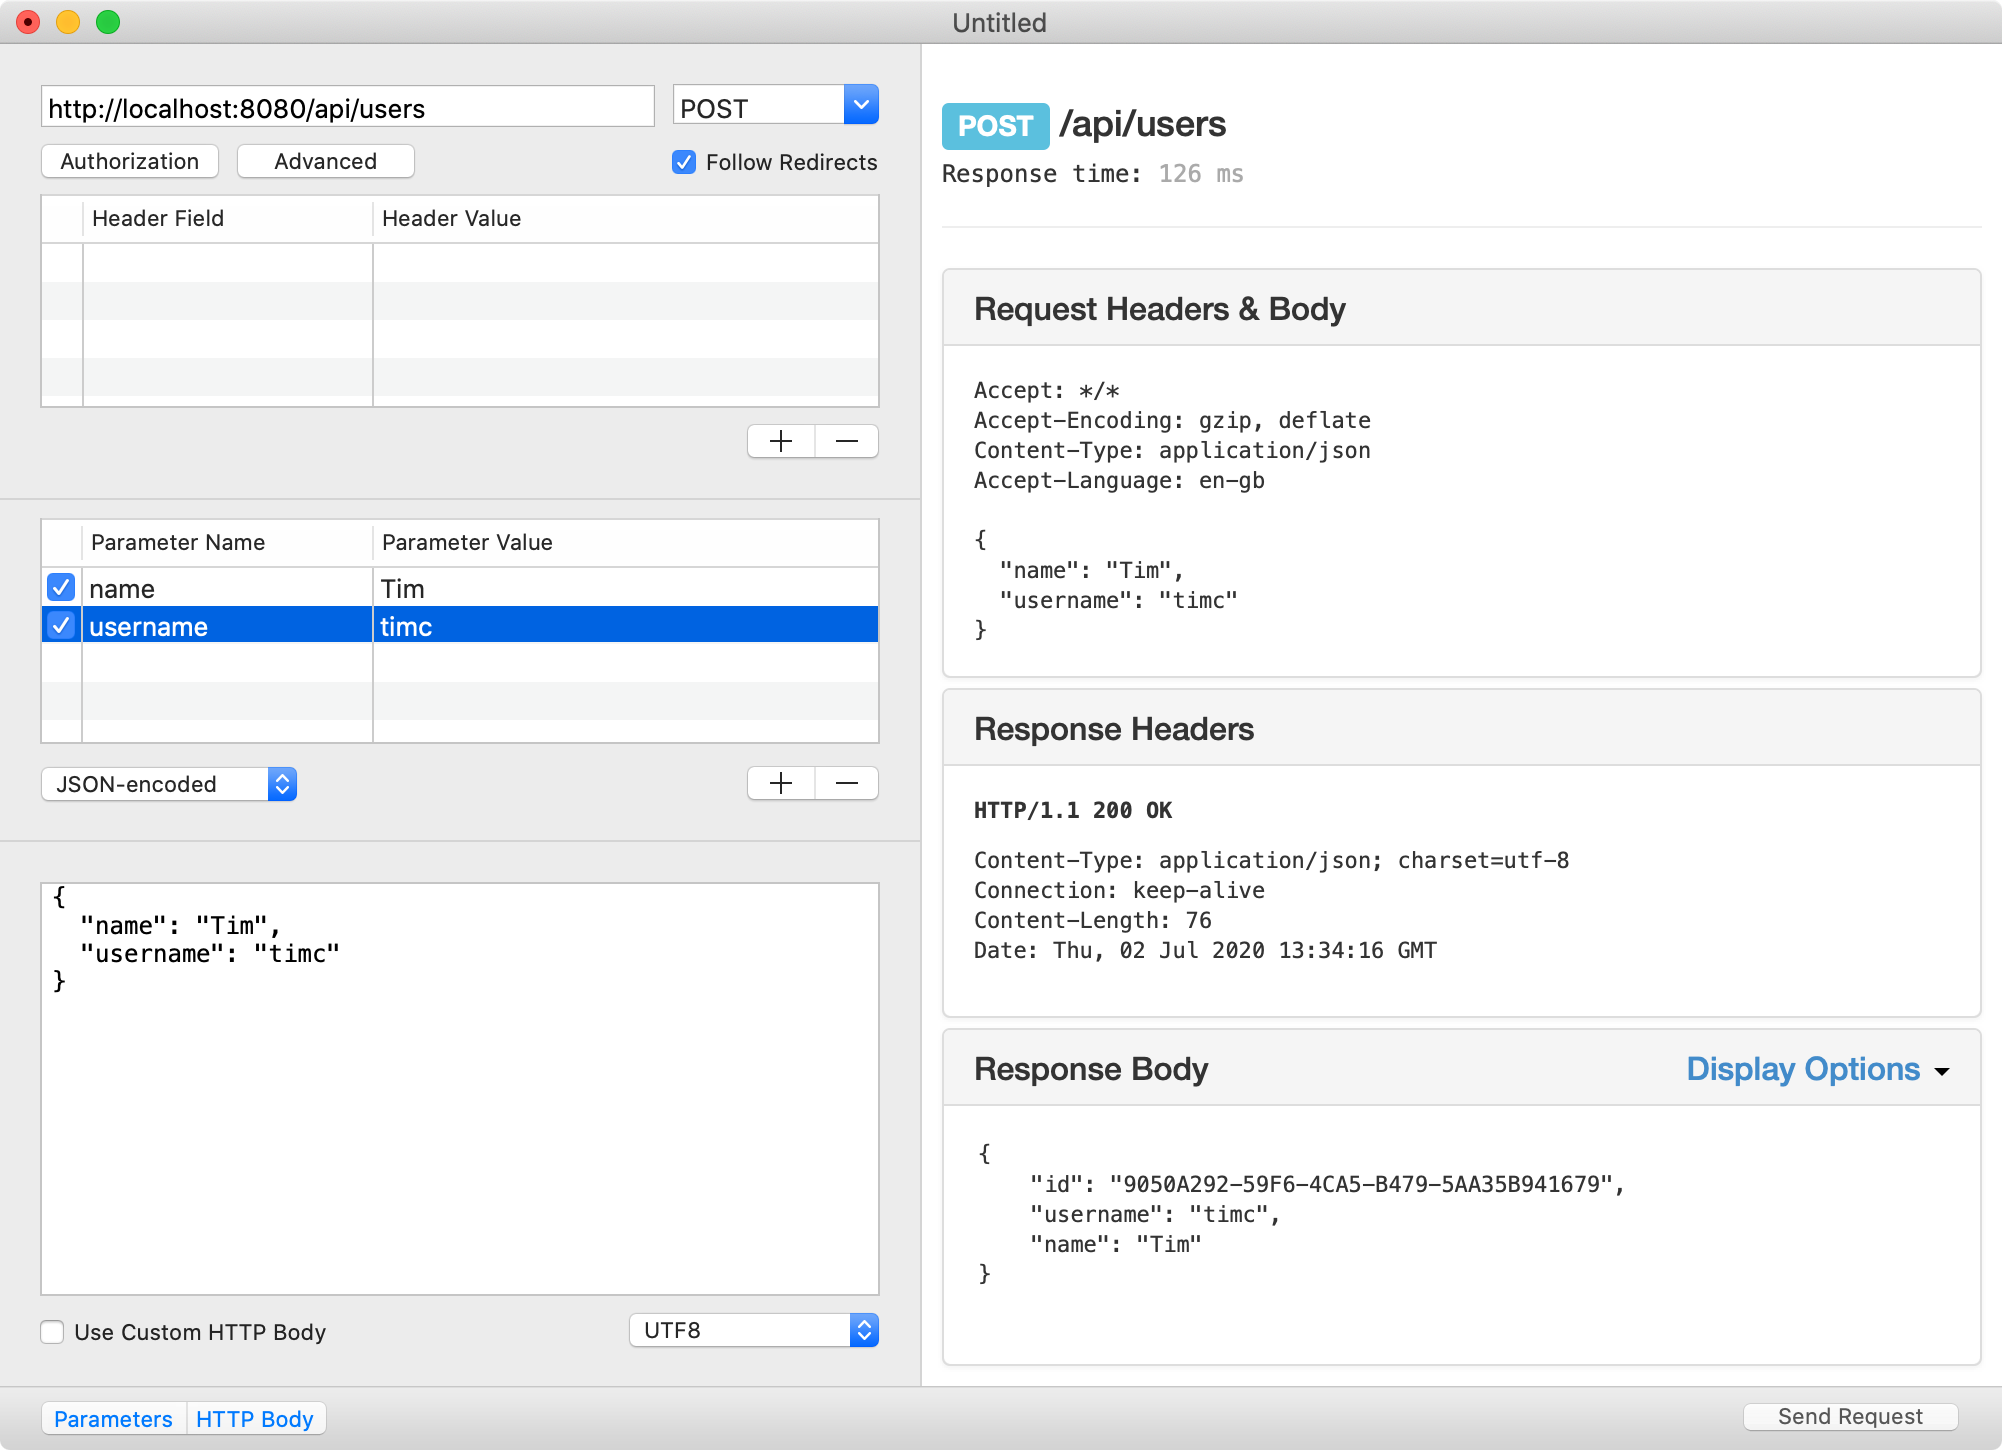 Untitled
http://localhost:8080/api/users
POST
Authorization
Advanced
Follow Redirects
Header Field
Header Value
Parameter Name
Parameter Value
name
Tim
username
timc
JSON-encoded
{
"name": "Tim",
"username": "timc"
}
Use Custom HTTP Body
UTF8
Parameters
HTTP Body
POST /api/users
Response time: 126 ms
Request Headers & Body
Accept: */*
Accept-Encoding: gzip, deflate
Content-Type: application/json
Accept-Language: en-gb
{
"name": "Tim",
"username": "timc"
}
Response Headers
HTTP/1.1 200 OK
Content-Type: application/json; charset=utf-8
Connection: keep-alive
Content-Length: 76
Date: Thu, 02 Jul 2020 13:34:16 GMT
Response Body
Display Options
{
"id": "9050A292-59F6-4CA5-B479-5AA35B941679",
"username": "timc",
"name": "Tim"
}
Send Request